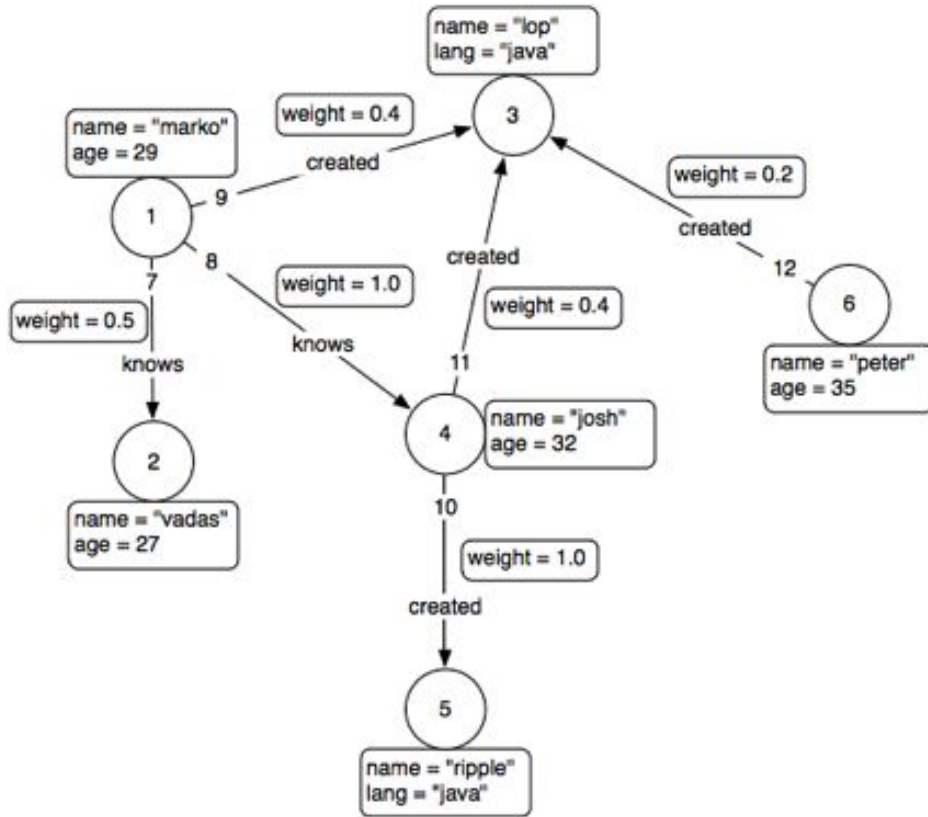 name = "lop"
lang = "java"
3
weight = 0.4
name = "marko"
age = 29
created
9
1
weight = 0.2
created
12
8
7
created
weight = 1.0
weight = 0.4
6
weight = 0.5
knows
knows
11
name = "peter"
age = 35
4
name = "josh"
age = 32
2
10
name = "vadas"
age = 27
weight = 1.0
created
5
name = "ripple"
lang = "java"